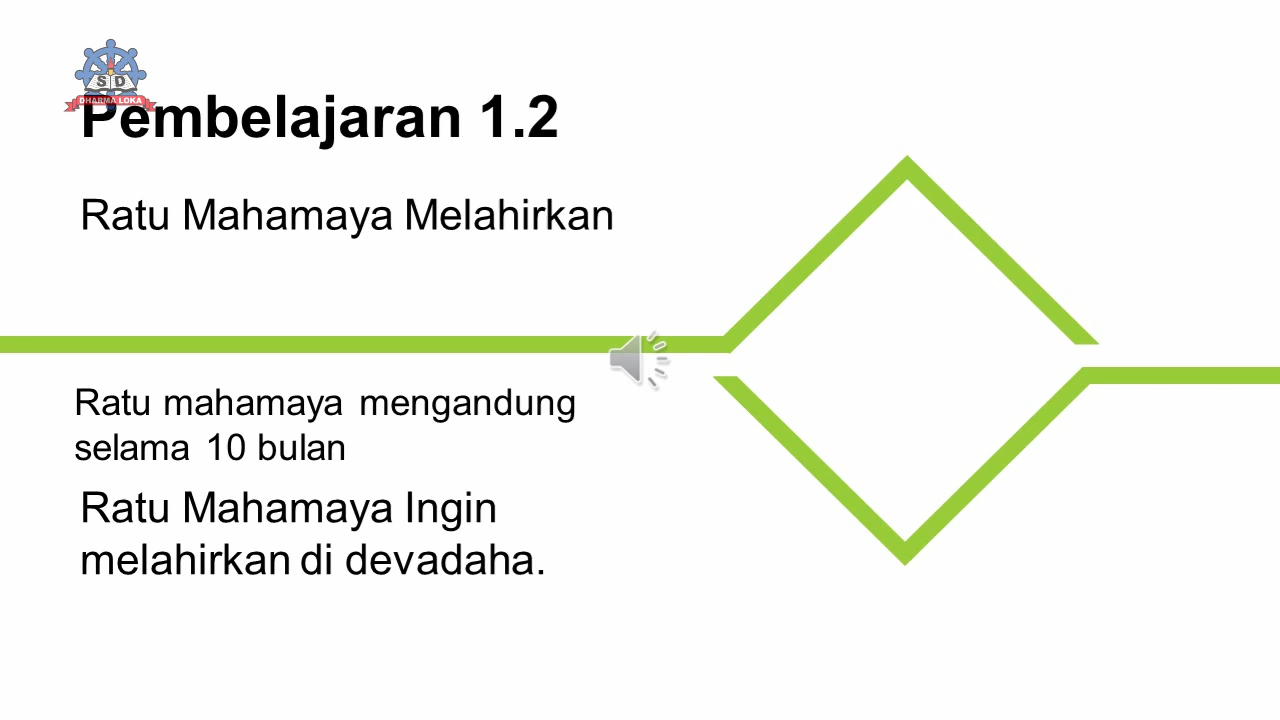 S D
DHARMA LOKA
Pembelajaran 1.2
Ratu Mahamaya Melahirkan
Ratu mahamaya mengandung
selama 10 bulan
Ratu Mahamaya Ingin
melahirkan di devadaha.